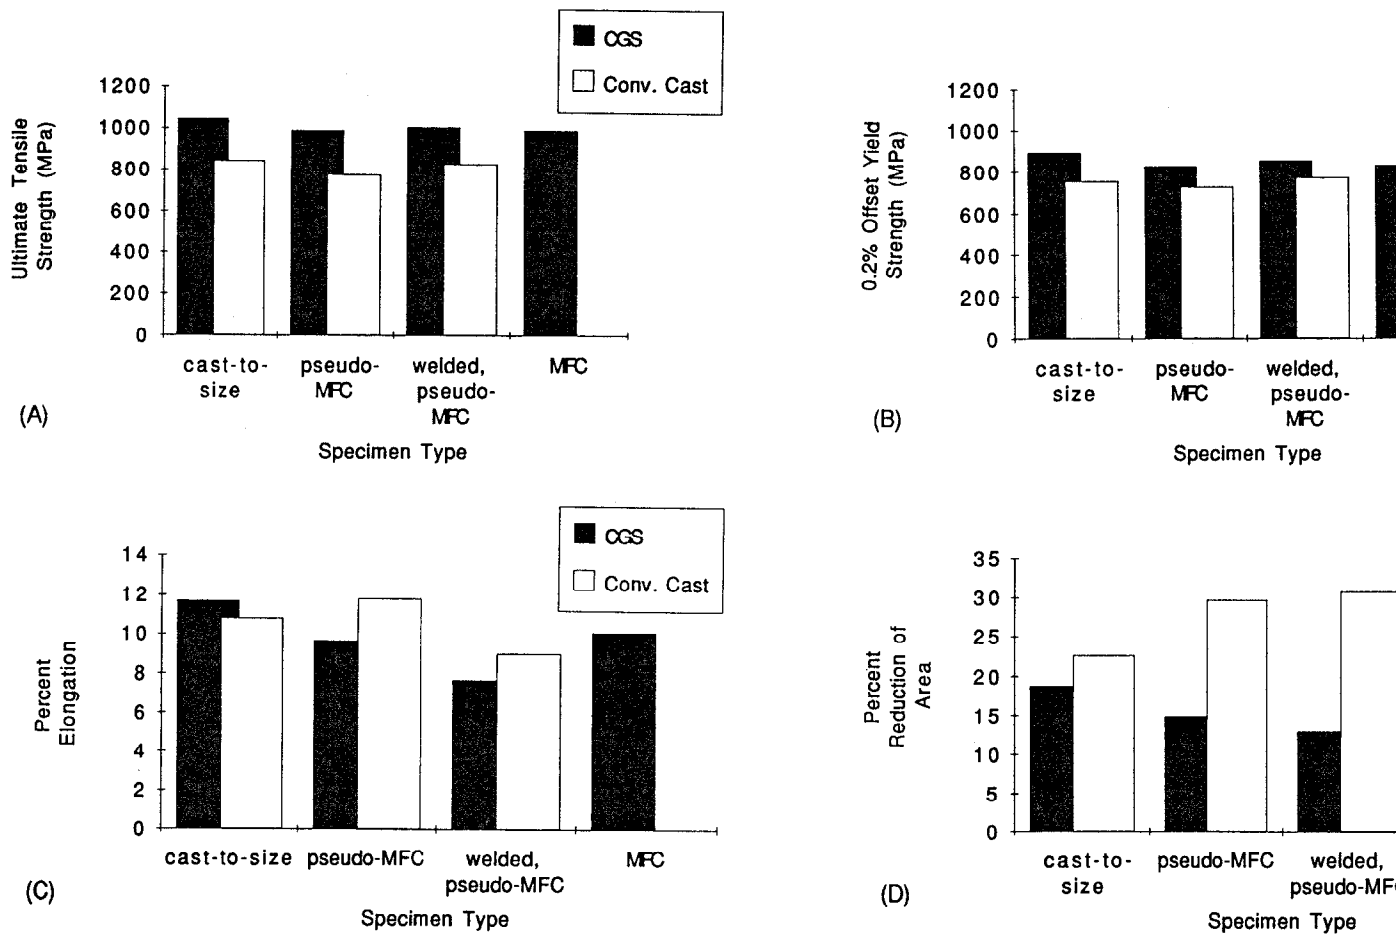 CGS
Conv. Cast
1200
1000
800
600
400
200
0
Ultimate Tensile
Strength (MPa)
cast-to-
size
pseudo-
MFC
welded,
pseudo-
MFC
MFC
(A)
Specimen Type
1200
1000
800
600
400
200
0
0.2% Offset Yield
Strength (MPa)
cast-to-
size
pseudo-
MFC
welded,
pseudo-
MFC
(B)
Specimen Type
CGS
Conv. Cast
14
12
10
8
6
4
2
0
Percent
Elongation
cast-to-size
pseudo-MFC
welded,
pseudo-MFC
MFC
(C)
Specimen Type
35
30
25
20
15
10
5
0
Percent
Reduction of
Area
cast-to-
size
pseudo-MFC
welded,
pseudo-MFC
(D)
Specimen Type